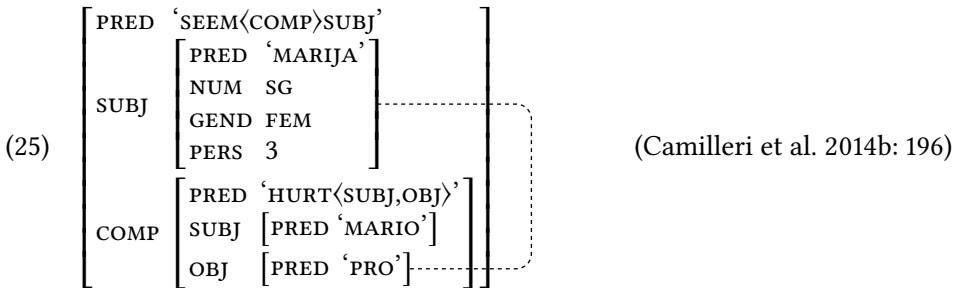 PRED ‘SEEM⟨COMP⟩SUBJ’
PRED ‘MARIJA’
NUM SG
SUBJ
GEND FEM
(25) (Camilleri et al. 2014b: 196)
PERS 3
PRED ‘HURT⟨SUBJ,OBJ⟩’
COMP SUBJ [PRED ‘MARIO’]
OBJ [PRED ‘PRO’]